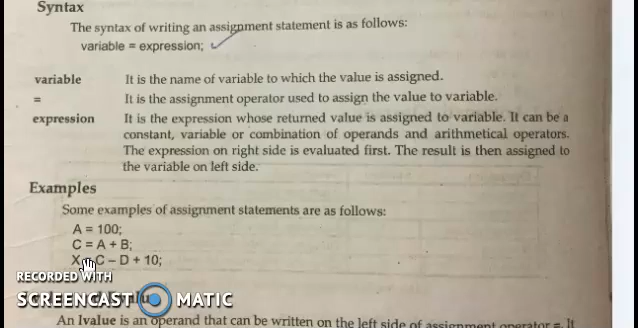 Syntax
The syntax of writing an assignment statement is as follows:
variable = expression;
variable It is the name of variable to which the value is assigned.
= It is the assignment operator used to assign the value to variable.
expression It is the expression whose returned value is assigned to variable. It can be a
constant, variable or combination of operands and arithmetical operators.
The expression on right side is evaluated first. The result is then assigned to
the variable on left side.
Examples
Some examples of assignment statements are as follows:
A = 100;
C = A + B;
X C – D + 10;
RECORDED WITH
SCREENCAST MATIC
An lvalue is an operand that can be written on the left side of assignment operator =. It